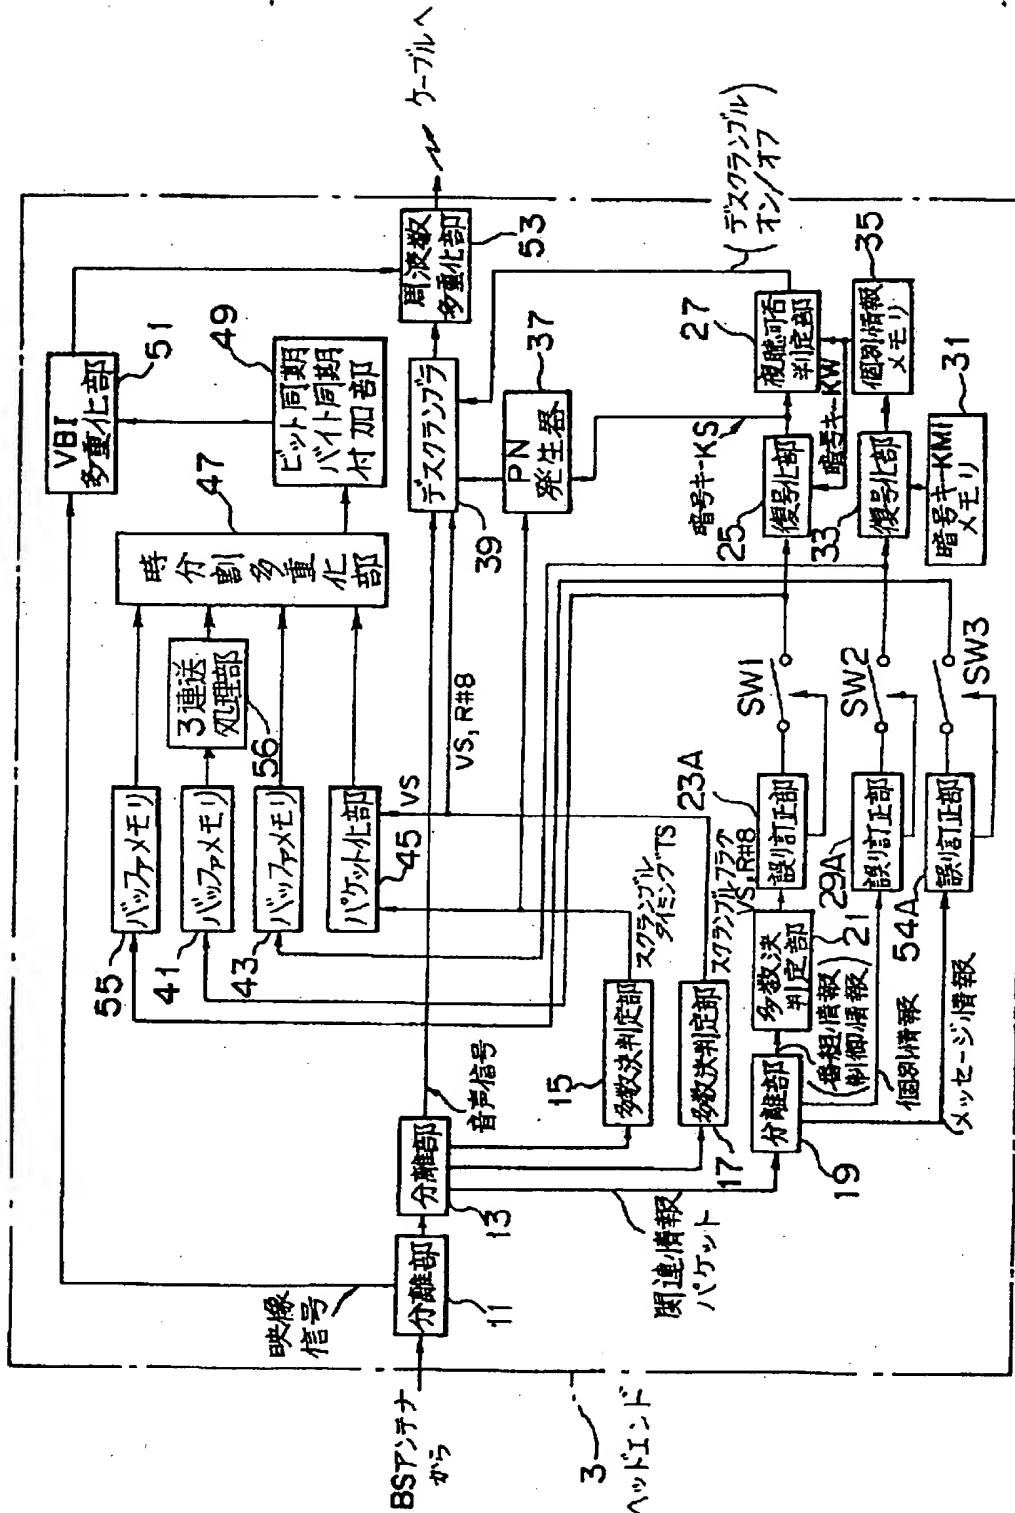 BSアンテナ
から
3
ヘッドエンド
映像
信号
分離部
11
分離部
13
音声信号
関連情報
パケット
VBI
多重化部
51
ビット同期
バイト同期
付加部
49
時分割多重化部
47
3連送
処理部
56
バッファメモリ
55
バッファメモリ
41
バッファメモリ
43
パケット化部
45
VS
VS, R#8
デスクランブラ
39
周波数
多重化部
53
ケーブルへ
PN
発生器
37
(デスクランブル
オン/オフ)
多数決判定部
15
スクランブル
タイミングTS
多数決判定部
17
スクランブルフラグ
VS, R#8
分離部
19
(番組情報
制御情報)
個別情報
メッセージ情報
多数決
判定部
21
誤り訂正部
23A
誤り訂正部
29A
誤り訂正部
54A
SW1
SW2
SW3
暗号キーKS
復号化部
25
視聴可否
判定部
27
暗号キーKW
復号化部
33
個別情報
メモリ
35
暗号キーKMi
メモリ
31